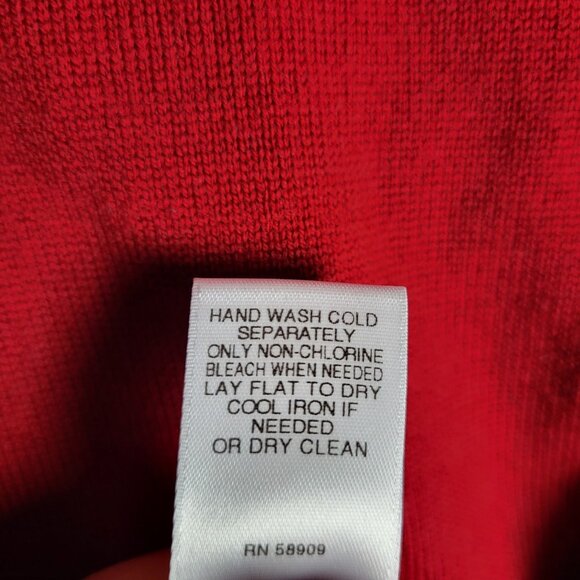 HAND WASH COLD
SEPARATELY
ONLY NON-CHLORINE
BLEACH WHEN NEEDED
LAY FLAT TO DRY
COOL IRON IF
NEEDED
OR DRY CLEAN
RN 58909